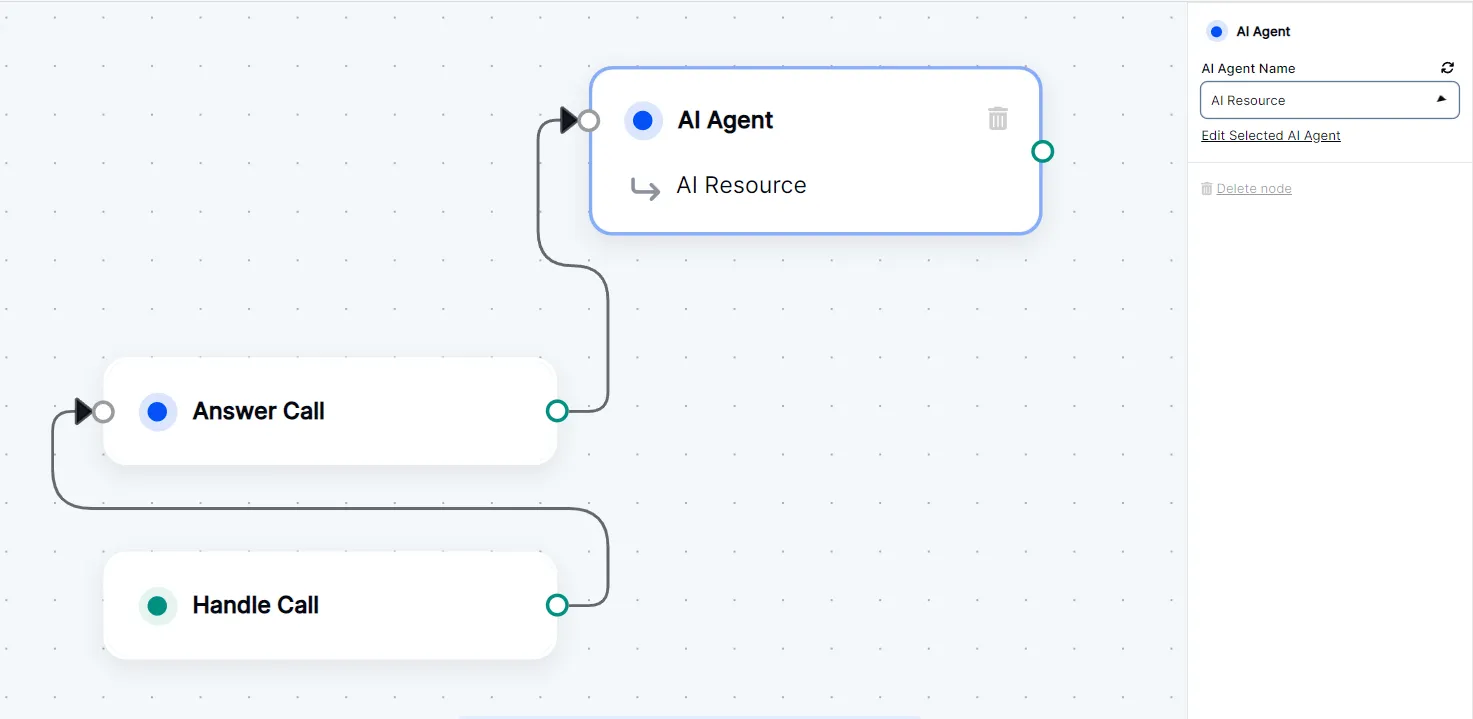 AI Agent
AI Resource
Answer Call
Handle Call
AI Agent
AI Agent Name
AI Resource
Edit Selected AI Agent
Delete node